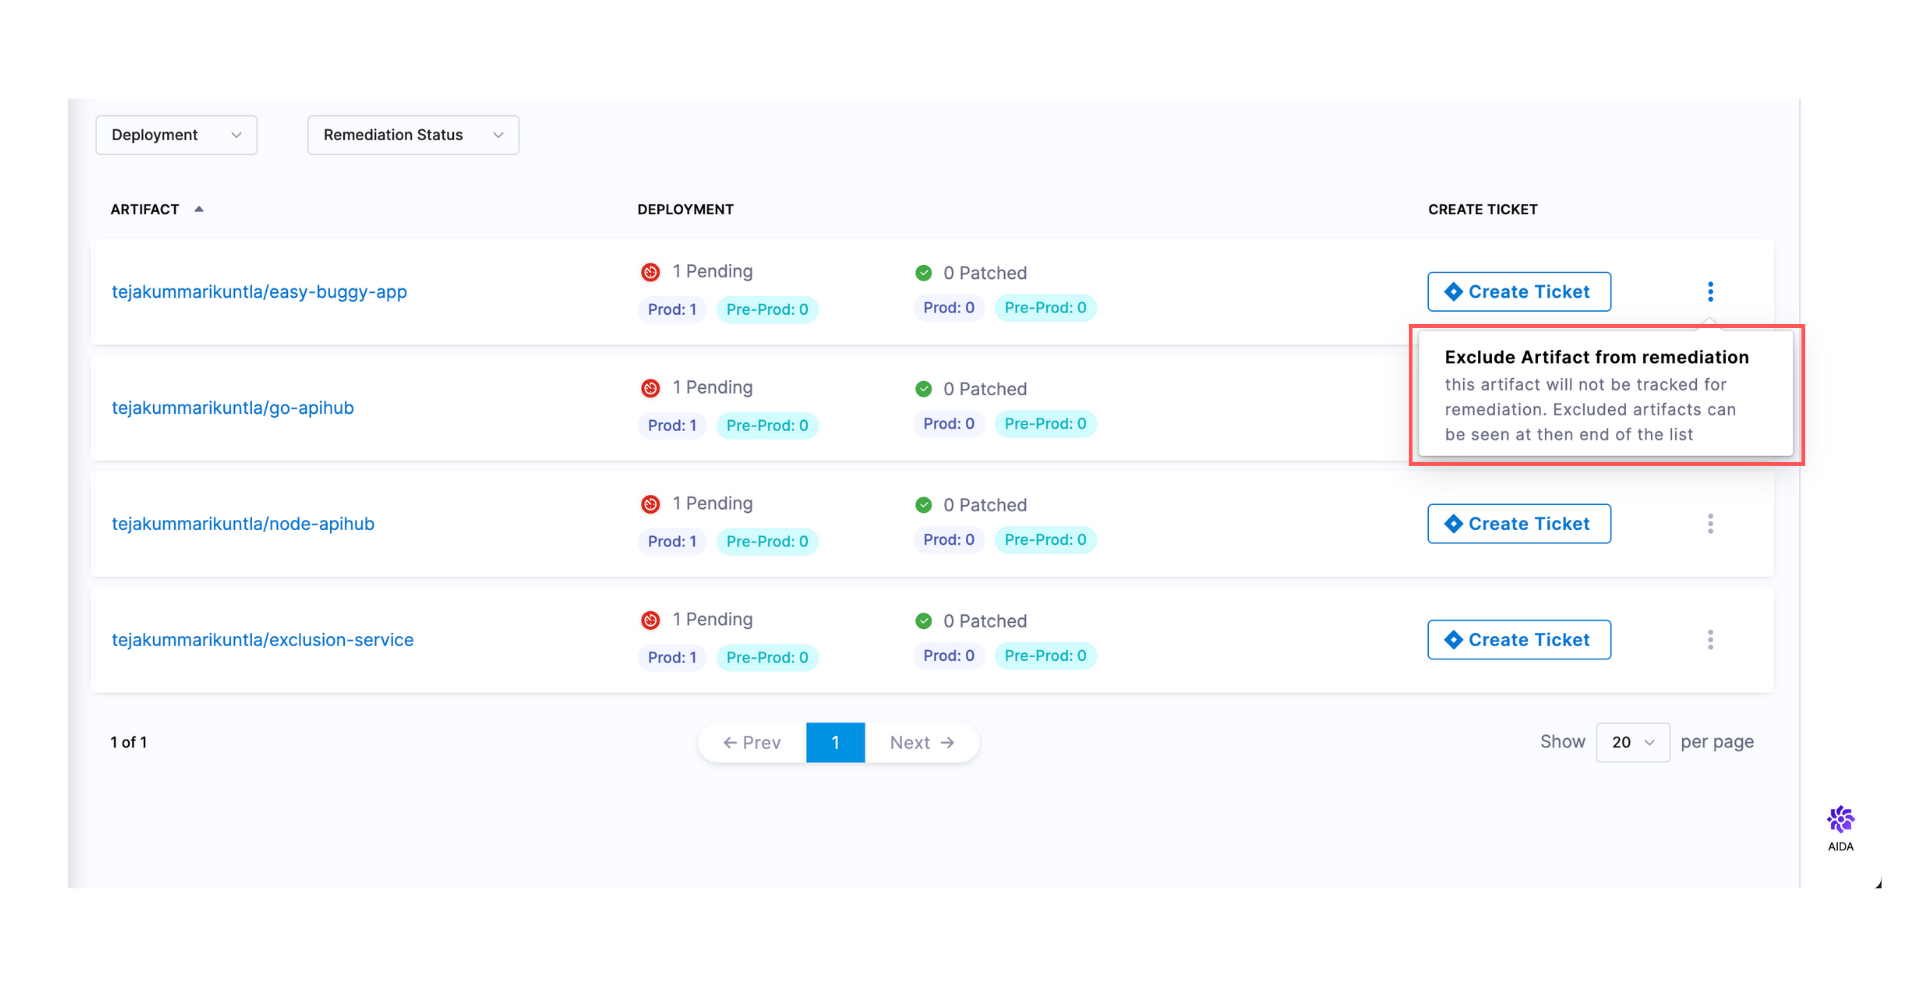 Deployment
Remediation Status
ARTIFACT
DEPLOYMENT
CREATE TICKET
tejakummarikuntla/easy-buggy-app
1 Pending
Prod: 1
Pre-Prod: 0
0 Patched
Prod: 0
Pre-Prod: 0
Create Ticket
Exclude Artifact from remediation
this artifact will not be tracked for
remediation. Excluded artifacts can
be seen at then end of the list
tejakummarikuntla/go-apihub
1 Pending
Prod: 1
Pre-Prod: 0
0 Patched
Prod: 0
Pre-Prod: 0
tejakummarikuntla/node-apihub
1 Pending
Prod: 1
Pre-Prod: 0
0 Patched
Prod: 0
Pre-Prod: 0
Create Ticket
tejakummarikuntla/exclusion-service
1 Pending
Prod: 1
Pre-Prod: 0
0 Patched
Prod: 0
Pre-Prod: 0
Create Ticket
1 of 1
← Prev
1
Next →
Show
20
per page
AIDA